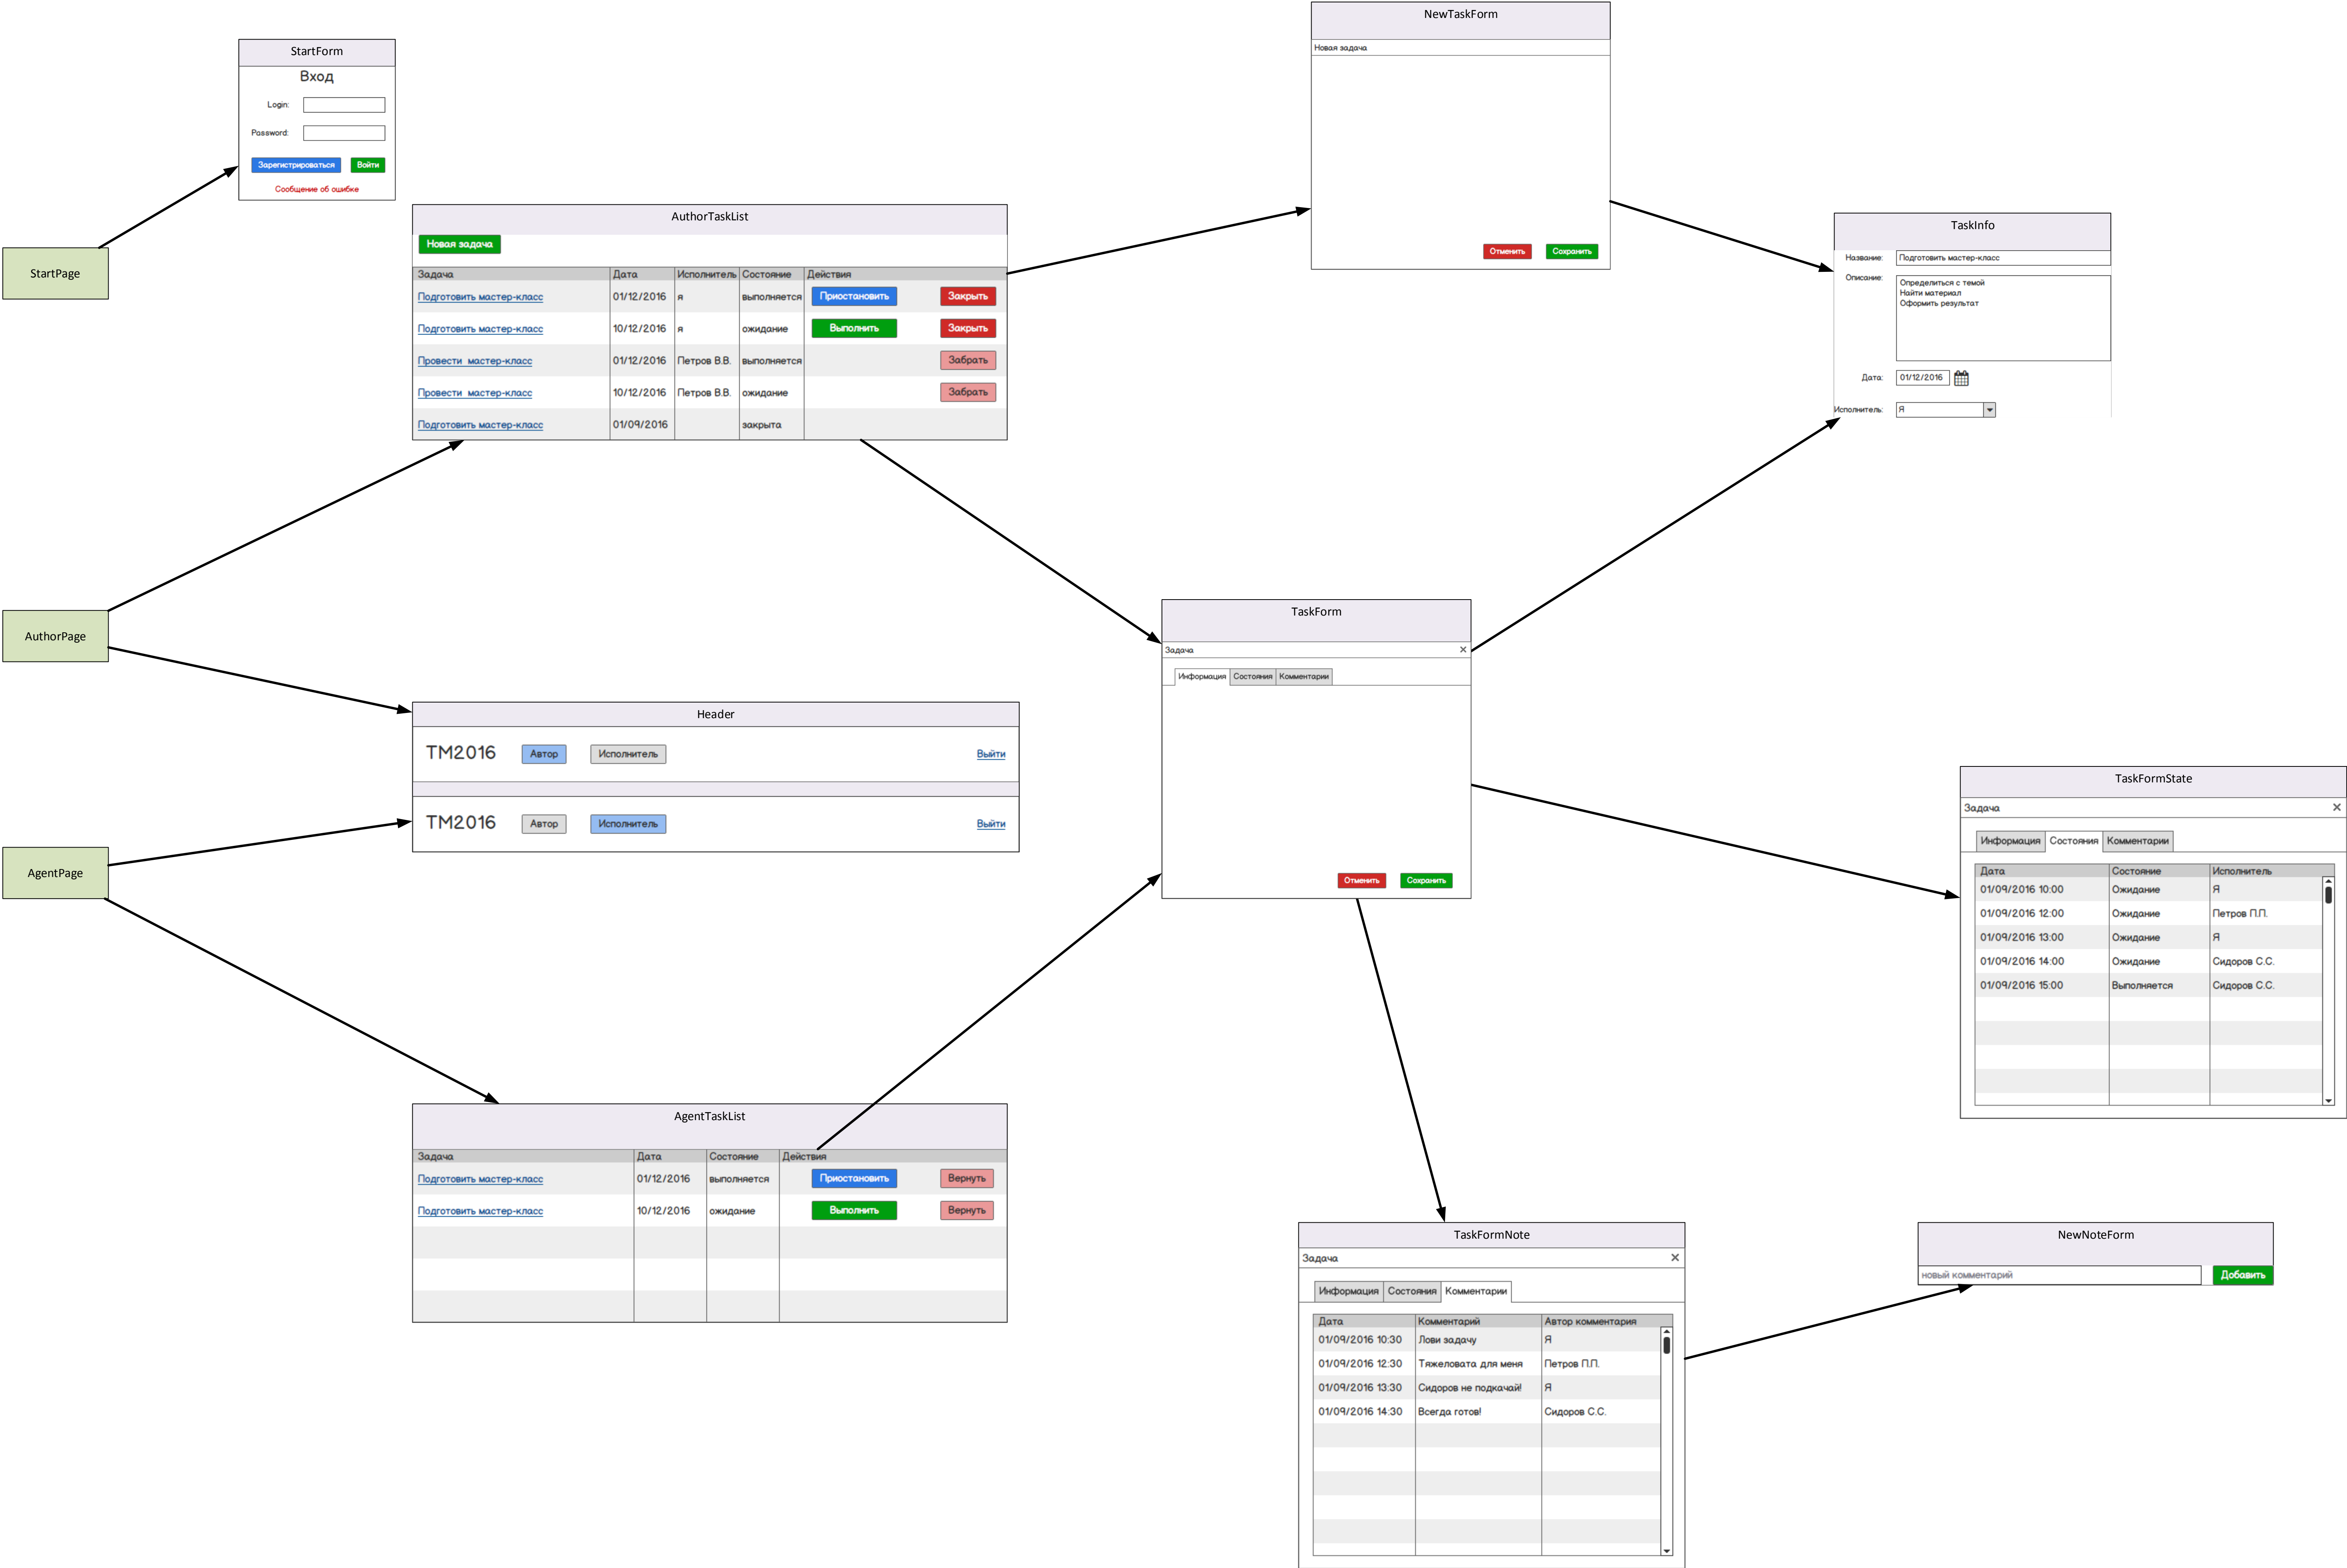 NewTaskForm
Новая задача
Отменить Сохранить
StartForm
Вход
Login:
Password:
Зарегистрироваться Войти
Сообщение об ошибке
StartPage
AuthorTaskList
Новая задача
Задача Дата Исполнитель Состояние Действия
Подготовить мастер-класс 01/12/2016 я выполняется Приостановить Закрыть
Подготовить мастер-класс 10/12/2016 я ожидание Выполнить Закрыть
Провести мастер-класс 01/12/2016 Петров В.В. выполняется Забрать
Провести мастер-класс 10/12/2016 Петров В.В. ожидание Забрать
Подготовить мастер-класс 01/09/2016 закрыта
TaskInfo
Название: Подготовить мастер-класс
Описание: Определиться с темой
Найти материал
Оформить результат
Дата: 01/12/2016
Исполнитель: Я
AuthorPage
TaskForm
Задача
Информация Состояния Комментарии
Отменить Сохранить
Header
TM2016 Автор Исполнитель Выйти
TM2016 Автор Исполнитель Выйти
AgentPage
TaskFormState
Задача
Информация Состояния Комментарии
Дата Состояние Исполнитель
01/09/2016 10:00 Ожидание Я
01/09/2016 12:00 Ожидание Петров П.П.
01/09/2016 13:00 Ожидание Я
01/09/2016 14:00 Ожидание Сидоров С.С.
01/09/2016 15:00 Выполняется Сидоров С.С.
AgentTaskList
Задача Дата Состояние Действия
Подготовить мастер-класс 01/12/2016 выполняется Приостановить Вернуть
Подготовить мастер-класс 10/12/2016 ожидание Выполнить Вернуть
TaskFormNote
Задача
Информация Состояния Комментарии
Дата Комментарий Автор комментария
01/09/2016 10:30 Лови задачу Я
01/09/2016 12:30 Тяжеловата для меня Петров П.П.
01/09/2016 13:30 Сидоров не подкачай! Я
01/09/2016 14:30 Всегда готов! Сидоров С.С.
NewNoteForm
новый комментарий Добавить